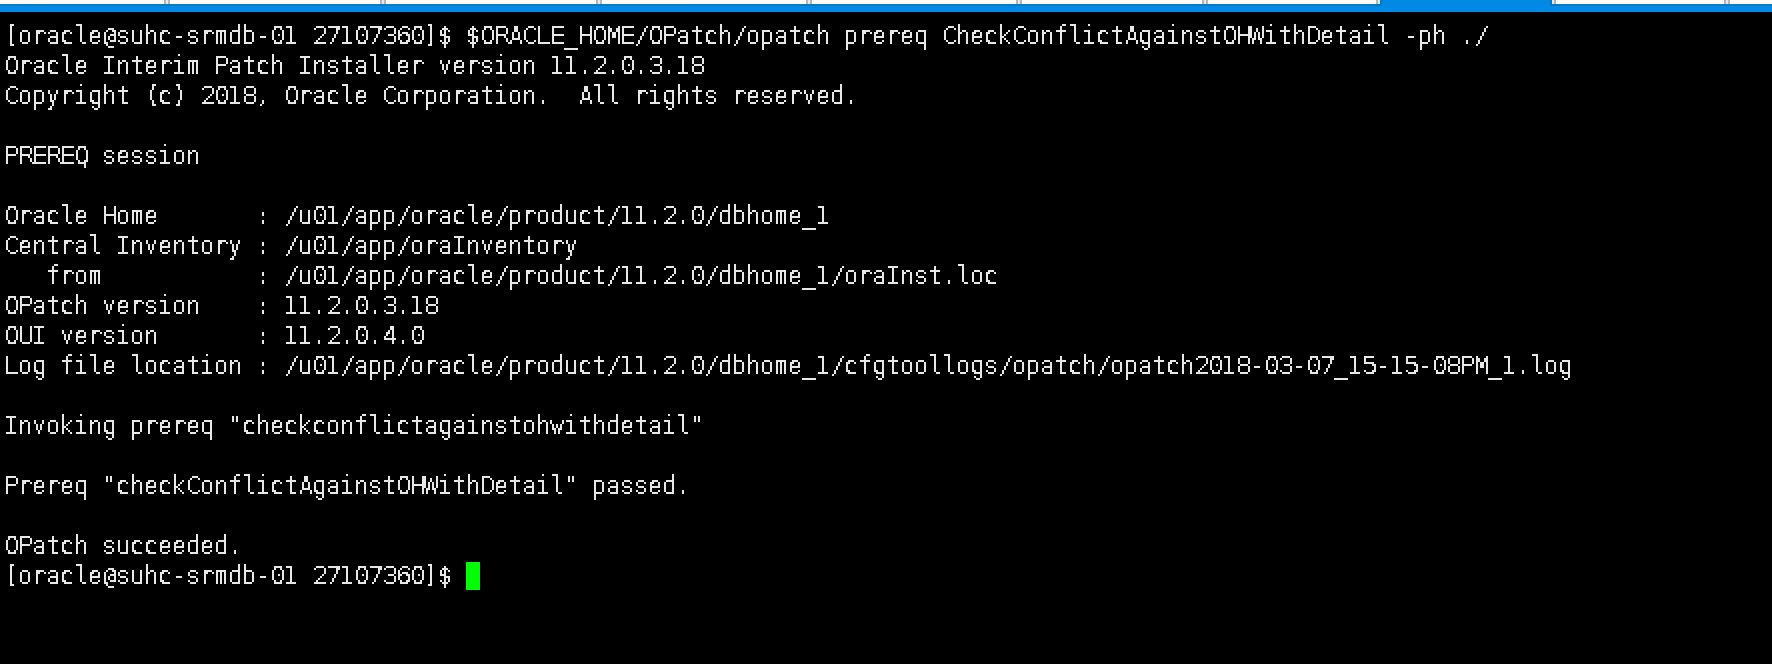 [oracle@suhc-srmdb-01 27107360]$ $ORACLE_HOME/OPatch/opatch prereq CheckConflictAgainstOHWithDetail -ph ./
Oracle Interim Patch Installer version 11.2.0.3.18
Copyright (c) 2018, Oracle Corporation.  All rights reserved.
PREREQ session
Oracle Home       : /u01/app/oracle/product/11.2.0/dbhome_1
Central Inventory : /u01/app/oraInventory
   from           : /u01/app/oracle/product/11.2.0/dbhome_1/oraInst.loc
OPatch version    : 11.2.0.3.18
OUI version       : 11.2.0.4.0
Log file location : /u01/app/oracle/product/11.2.0/dbhome_1/cfgtoollogs/opatch/opatch2018-03-07_15-15-08PM_1.log
Invoking prereq "checkconflictagainstohwithdetail"
Prereq "checkConflictAgainstOHWithDetail" passed.
OPatch succeeded.
[oracle@suhc-srmdb-01 27107360]$